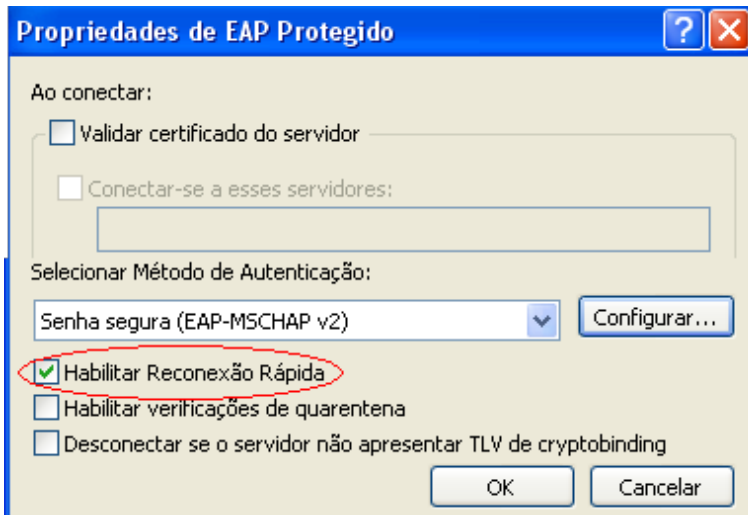 Propriedades de EAP Protegido
Ao conectar:
Validar certificado do servidor
Conectar-se a esses servidores:
Selecionar Método de Autenticação:
Senha segura (EAP-MSCHAP v2)
Configurar...
Habilitar Reconexão Rápida
Habilitar verificações de quarentena
Desconectar se o servidor não apresentar TLV de cryptobinding
OK
Cancelar